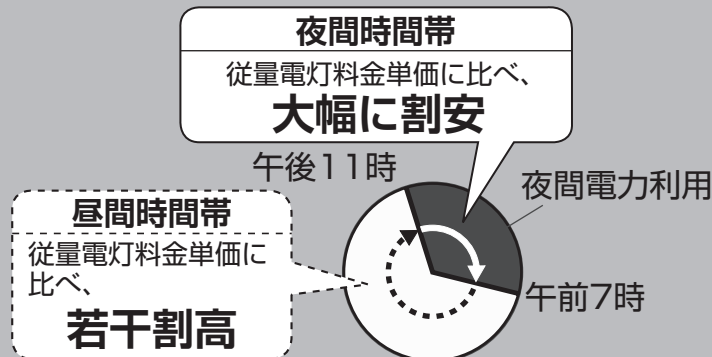 夜間時間帯
従量電灯料金単価に比べ、
大幅に割安
午後11時
夜間電力利用
昼間時間帯
従量電灯料金単価に
比べ、
若干割高
午前7時